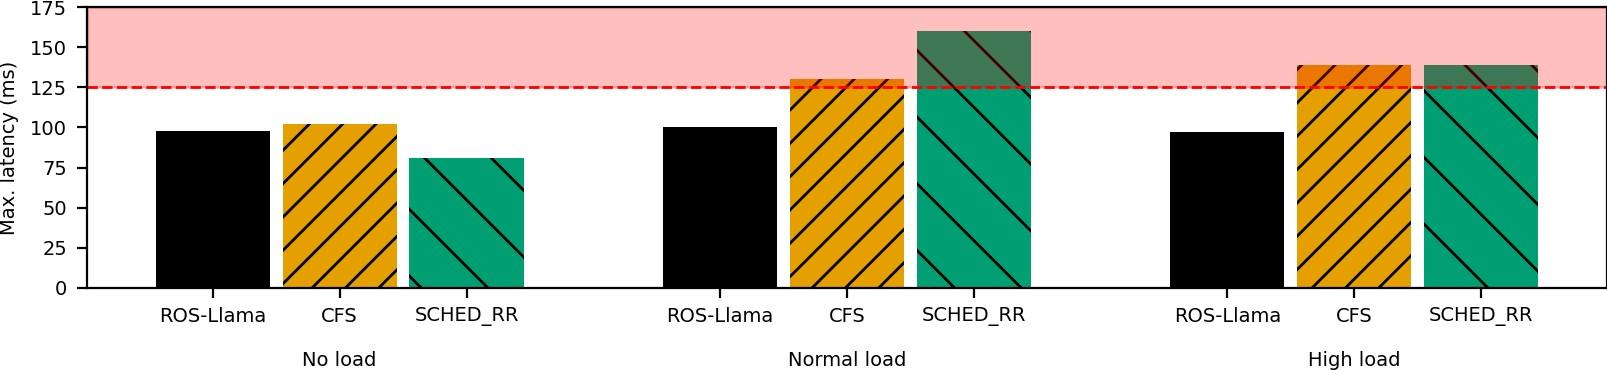 Max. latency (ms)
175
150
125
100
75
50
25
0
ROS-Llama CFS SCHED_RR ROS-Llama CFS SCHED_RR ROS-Llama CFS SCHED_RR
No load Normal load High load